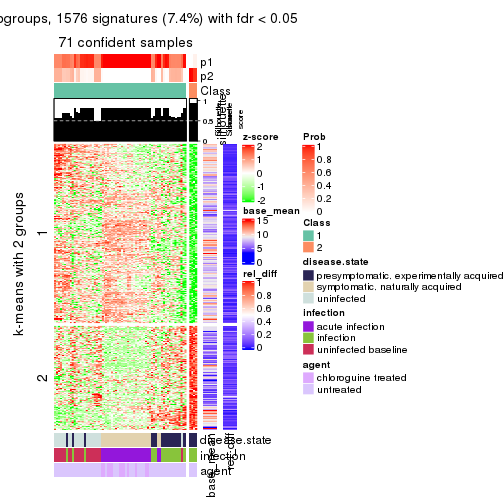 ogroups, 1576 signatures (7.4%) with fdr < 0.05
71 confident samples
p1
p2
Class
1
0.5
0
silhouette
score
k-means with 2 groups
1
2
z-score
2
1
0
-1
-2
base_mean
15
10
5
0
rel_diff
1
0.8
0.6
0.4
0.2
0
Prob
1
0.8
0.6
0.4
0.2
0
Class
1
2
disease.state
presymptomatic. experimentally acquired
symptomatic. naturally acquired
uninfected
infection
acute infection
infection
uninfected baseline
agent
chloroguine treated
untreated
disease.state
infection
agent
base_mean
rel_diff